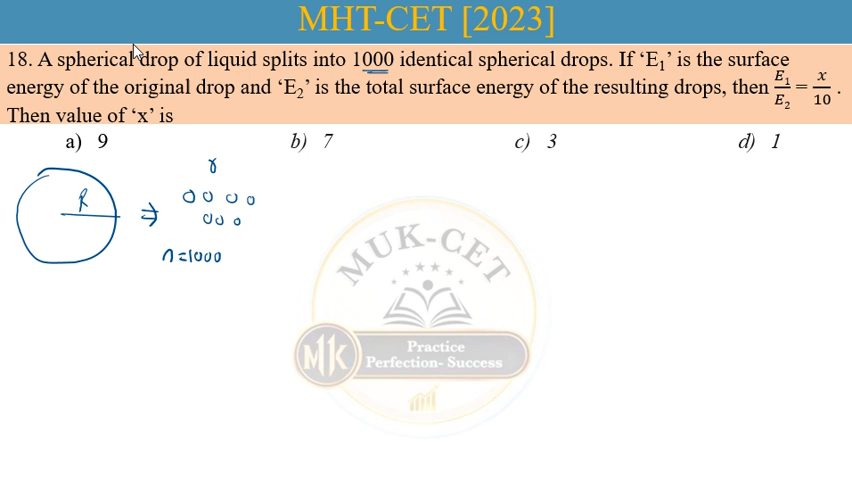 MHT-CET [2023]
18. A spherical drop of liquid splits into 1000 identical spherical drops. If ‘E₁’ is the surface
energy of the original drop and ‘E₂’ is the total surface energy of the resulting drops, then E₁/E₂ = x/10 .
Then value of ‘x’ is
a) 9 b) 7 c) 3 d) 1
R ⇒ r
n=1000
MUK-CET
MK Practice
Perfection- Success